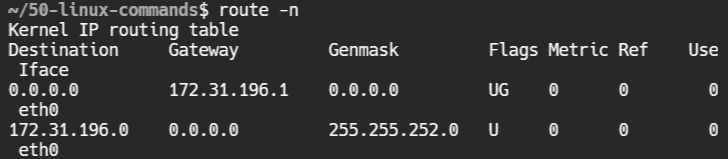 ~/50-linux-commands$ route -n
Kernel IP routing table
Destination     Gateway         Genmask         Flags Metric Ref    Use
 Iface
0.0.0.0         172.31.196.1    0.0.0.0         UG    0      0        0
 eth0
172.31.196.0    0.0.0.0         255.255.252.0   U     0      0        0
 eth0